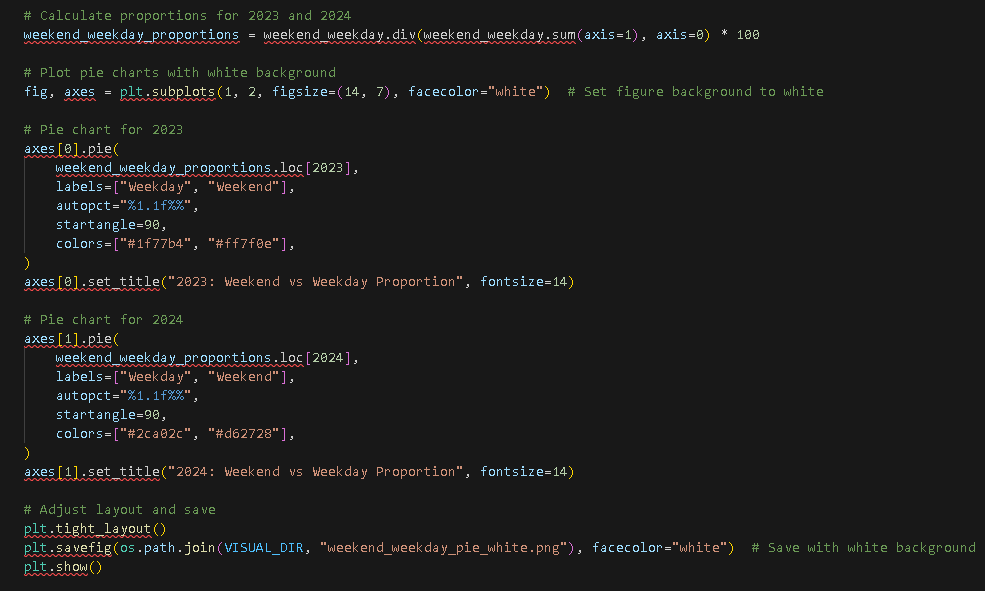 # Calculate proportions for 2023 and 2024
weekend_weekday_proportions = weekend_weekday.div(weekend_weekday.sum(axis=1), axis=0) * 100
# Plot pie charts with white background
fig, axes = plt.subplots(1, 2, figsize=(14, 7), facecolor="white")  # Set figure background to white
# Pie chart for 2023
axes[0].pie(
    weekend_weekday_proportions.loc[2023],
    labels=["Weekday", "Weekend"],
    autopct="%1.1f%%",
    startangle=90,
    colors=["#1f77b4", "#ff7f0e"],
)
axes[0].set_title("2023: Weekend vs Weekday Proportion", fontsize=14)
# Pie chart for 2024
axes[1].pie(
    weekend_weekday_proportions.loc[2024],
    labels=["Weekday", "Weekend"],
    autopct="%1.1f%%",
    startangle=90,
    colors=["#2ca02c", "#d62728"],
)
axes[1].set_title("2024: Weekend vs Weekday Proportion", fontsize=14)
# Adjust layout and save
plt.tight_layout()
plt.savefig(os.path.join(VISUAL_DIR, "weekend_weekday_pie_white.png"), facecolor="white")  # Save with white background
plt.show()